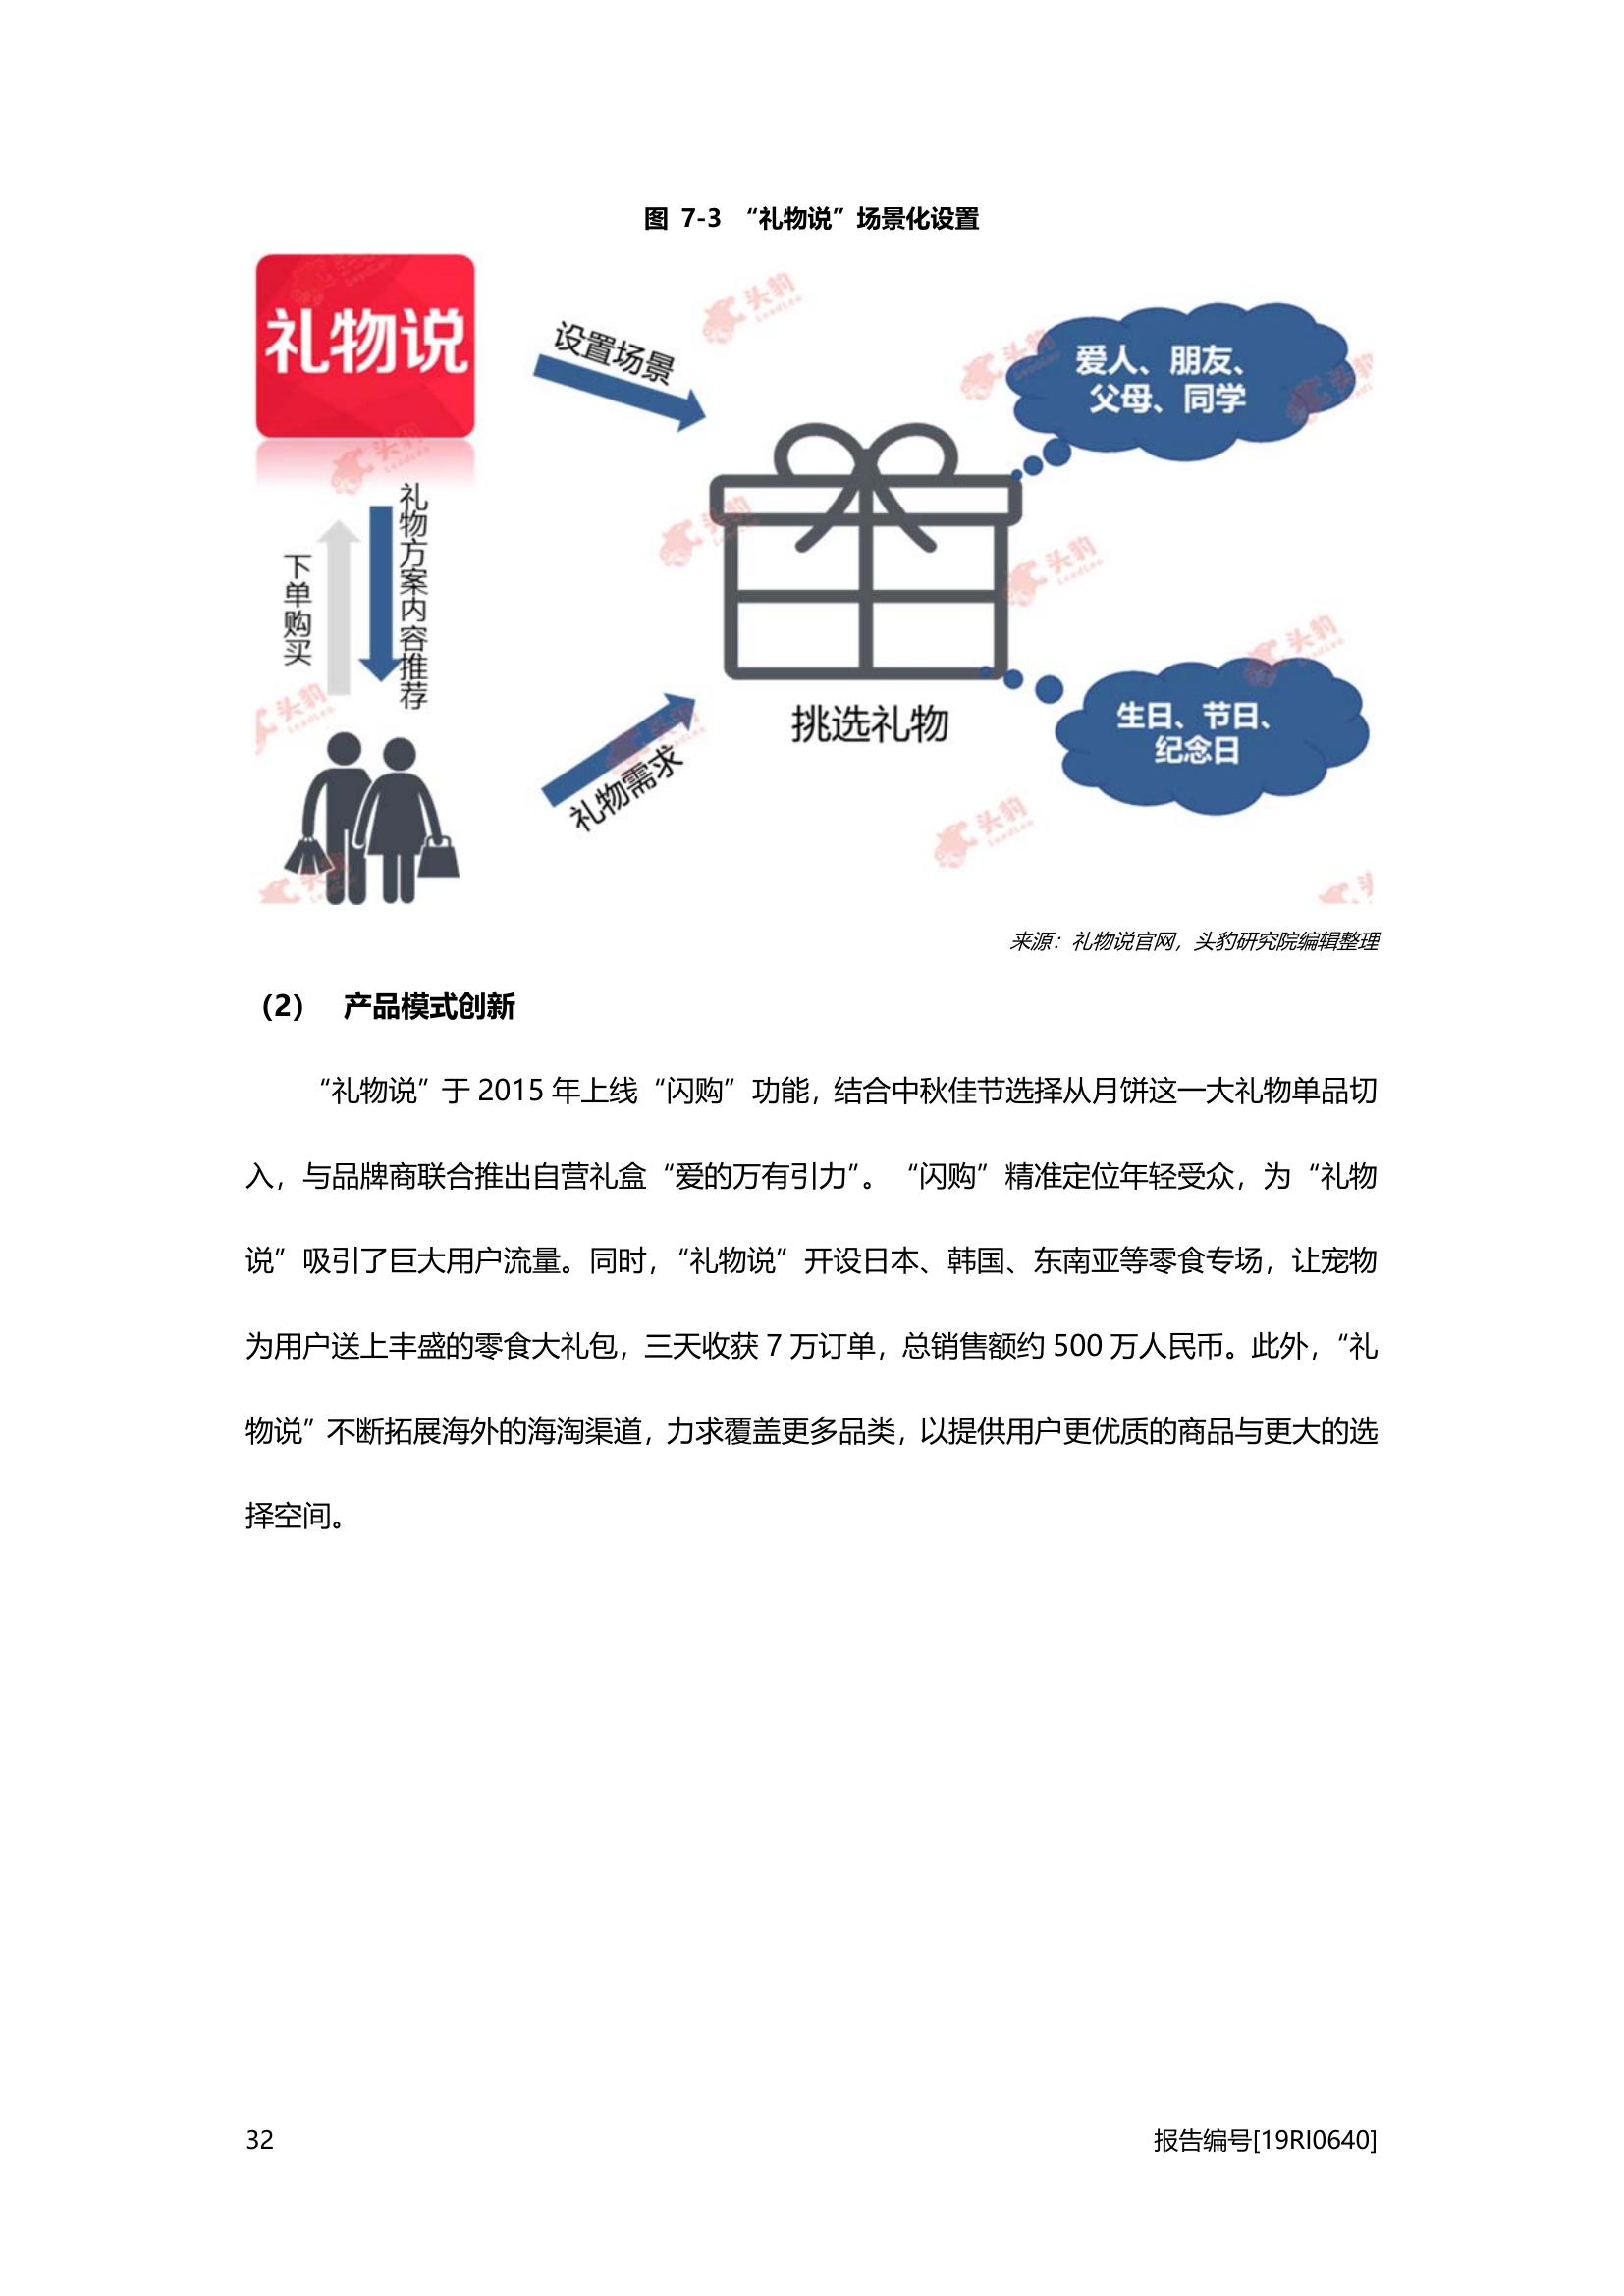 图 7-3 “礼物说”场景化设置
礼物说
设置场景
爱人、朋友、
父母、同学
下单购买
礼物方案内容推荐
挑选礼物
礼物需求
生日、节日、
纪念日
头豹
LeadLeo
来源：礼物说官网，头豹研究院编辑整理
（2） 产品模式创新
“礼物说”于 2015 年上线“闪购”功能，结合中秋佳节选择从月饼这一大礼物单品切
入，与品牌商联合推出自营礼盒“爱的万有引力”。“闪购”精准定位年轻受众，为“礼物
说”吸引了巨大用户流量。同时，“礼物说”开设日本、韩国、东南亚等零食专场，让宠物
为用户送上丰盛的零食大礼包，三天收获 7 万订单，总销售额约 500 万人民币。此外，“礼
物说”不断拓展海外的海淘渠道，力求覆盖更多品类，以提供用户更优质的商品与更大的选
择空间。
32
报告编号[19RI0640]